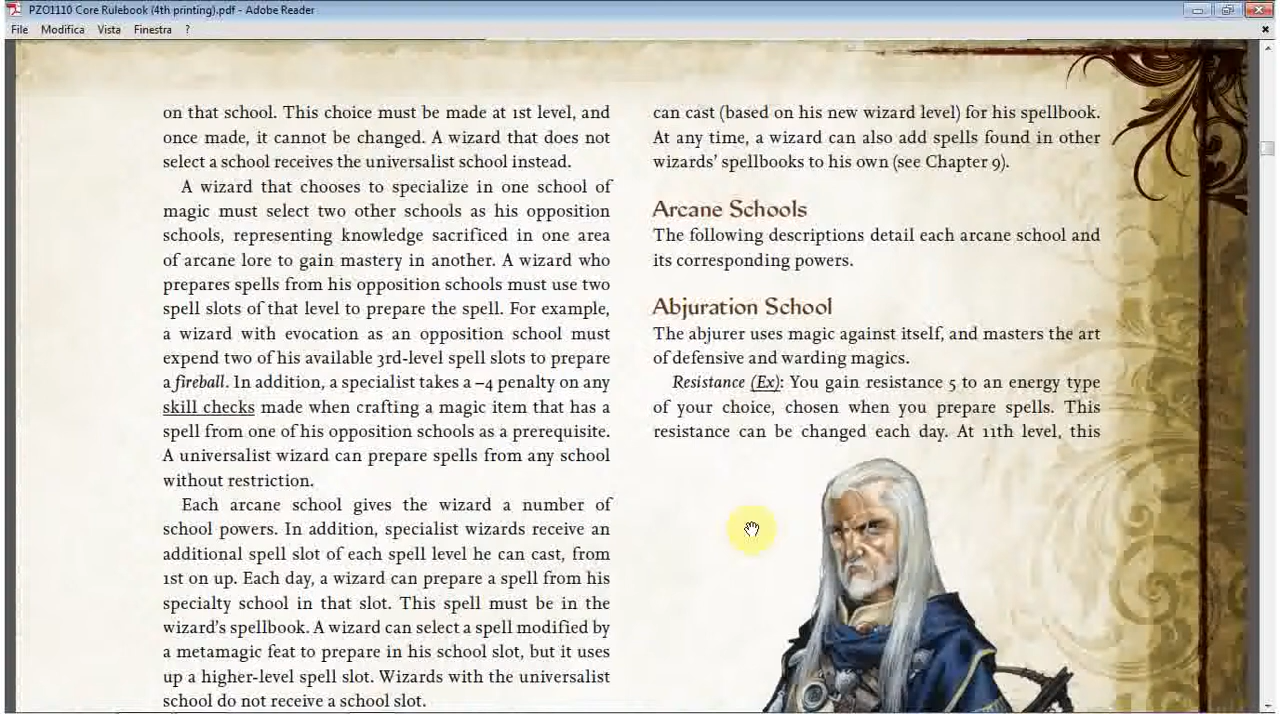 PZO1110 Core Rulebook (4th printing).pdf - Adobe Reader
File Modifica Vista Finestra ?
on that school. This choice must be made at 1st level, and
once made, it cannot be changed. A wizard that does not
select a school receives the universalist school instead.
A wizard that chooses to specialize in one school of
magic must select two other schools as his opposition
schools, representing knowledge sacrificed in one area
of arcane lore to gain mastery in another. A wizard who
prepares spells from his opposition schools must use two
spell slots of that level to prepare the spell. For example,
a wizard with evocation as an opposition school must
expend two of his available 3rd-level spell slots to prepare
a fireball. In addition, a specialist takes a –4 penalty on any
skill checks made when crafting a magic item that has a
spell from one of his opposition schools as a prerequisite.
A universalist wizard can prepare spells from any school
without restriction.
Each arcane school gives the wizard a number of
school powers. In addition, specialist wizards receive an
additional spell slot of each spell level he can cast, from
1st on up. Each day, a wizard can prepare a spell from his
specialty school in that slot. This spell must be in the
wizard's spellbook. A wizard can select a spell modified by
a metamagic feat to prepare in his school slot, but it uses
up a higher-level spell slot. Wizards with the universalist
school do not receive a school slot.
can cast (based on his new wizard level) for his spellbook.
At any time, a wizard can also add spells found in other
wizards' spellbooks to his own (see Chapter 9).
Arcane Schools
The following descriptions detail each arcane school and
its corresponding powers.
Abjuration School
The abjurer uses magic against itself, and masters the art
of defensive and warding magics.
Resistance (Ex): You gain resistance 5 to an energy type
of your choice, chosen when you prepare spells. This
resistance can be changed each day. At 11th level, this